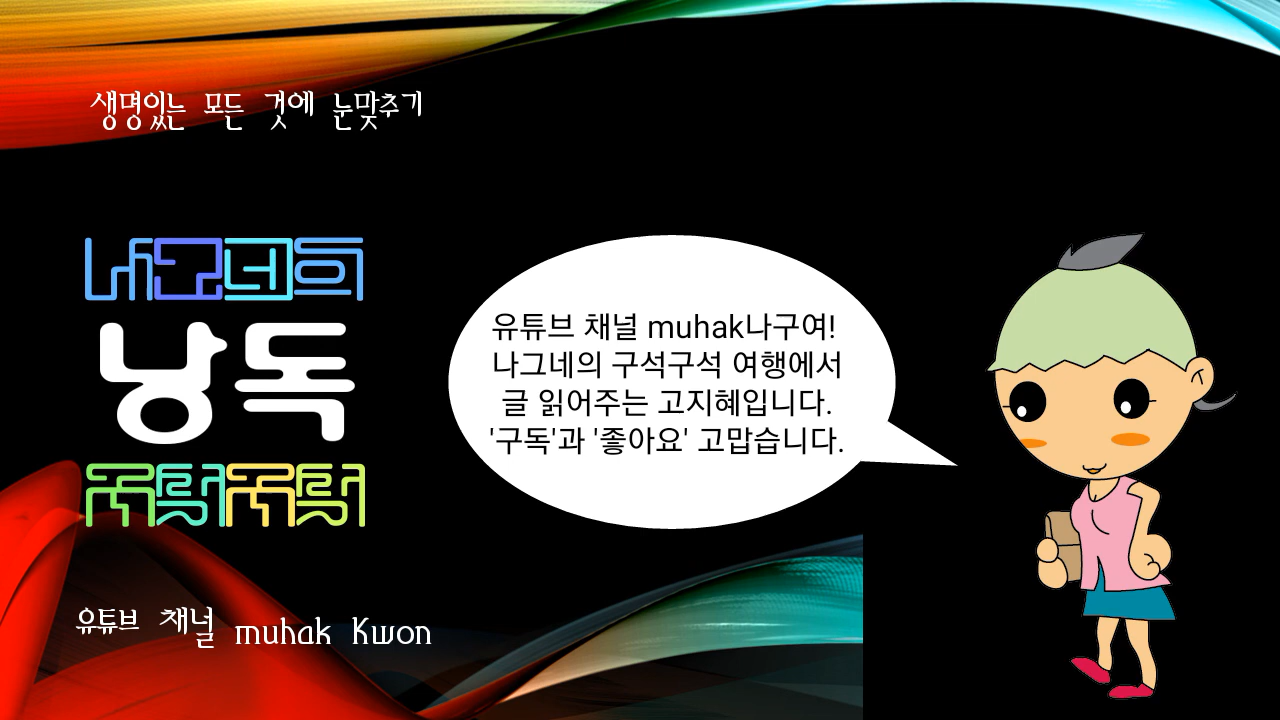 생명있는 모든 것에 눈맞추기
나그네의
낭독
구석구석
유튜브 채널 muhak나구여!
나그네의 구석구석 여행에서
글 읽어주는 고지혜입니다.
'구독'과 '좋아요' 고맙습니다.
유튜브 채널 muhak Kwon